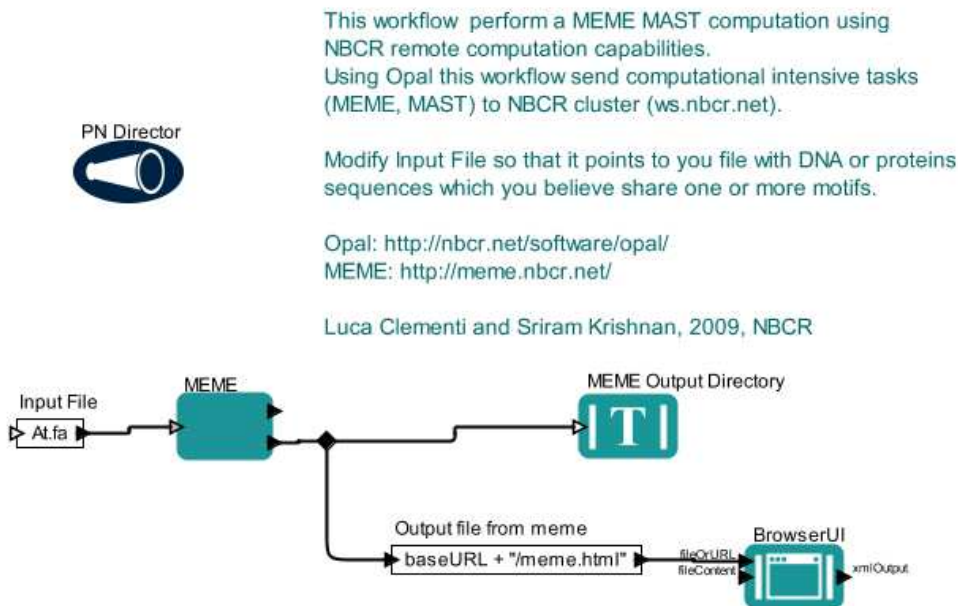 This workflow perform a MEME MAST computation using
NBCR remote computation capabilities.
Using Opal this workflow send computational intensive tasks
(MEME, MAST) to NBCR cluster (ws.nbcr.net).
PN Director
Modify Input File so that it points to you file with DNA or proteins
sequences which you believe share one or more motifs.
Opal: http://nbcr.net/software/opal/
MEME: http://meme.nbcr.net/
Luca Clementi and Sriram Krishnan, 2009, NBCR
MEME
MEME Output Directory
Input File
At.fa
T
Output file from meme
BrowserUI
baseURL + "/meme.html"
fileOrURL
fileContent
xmlOutput